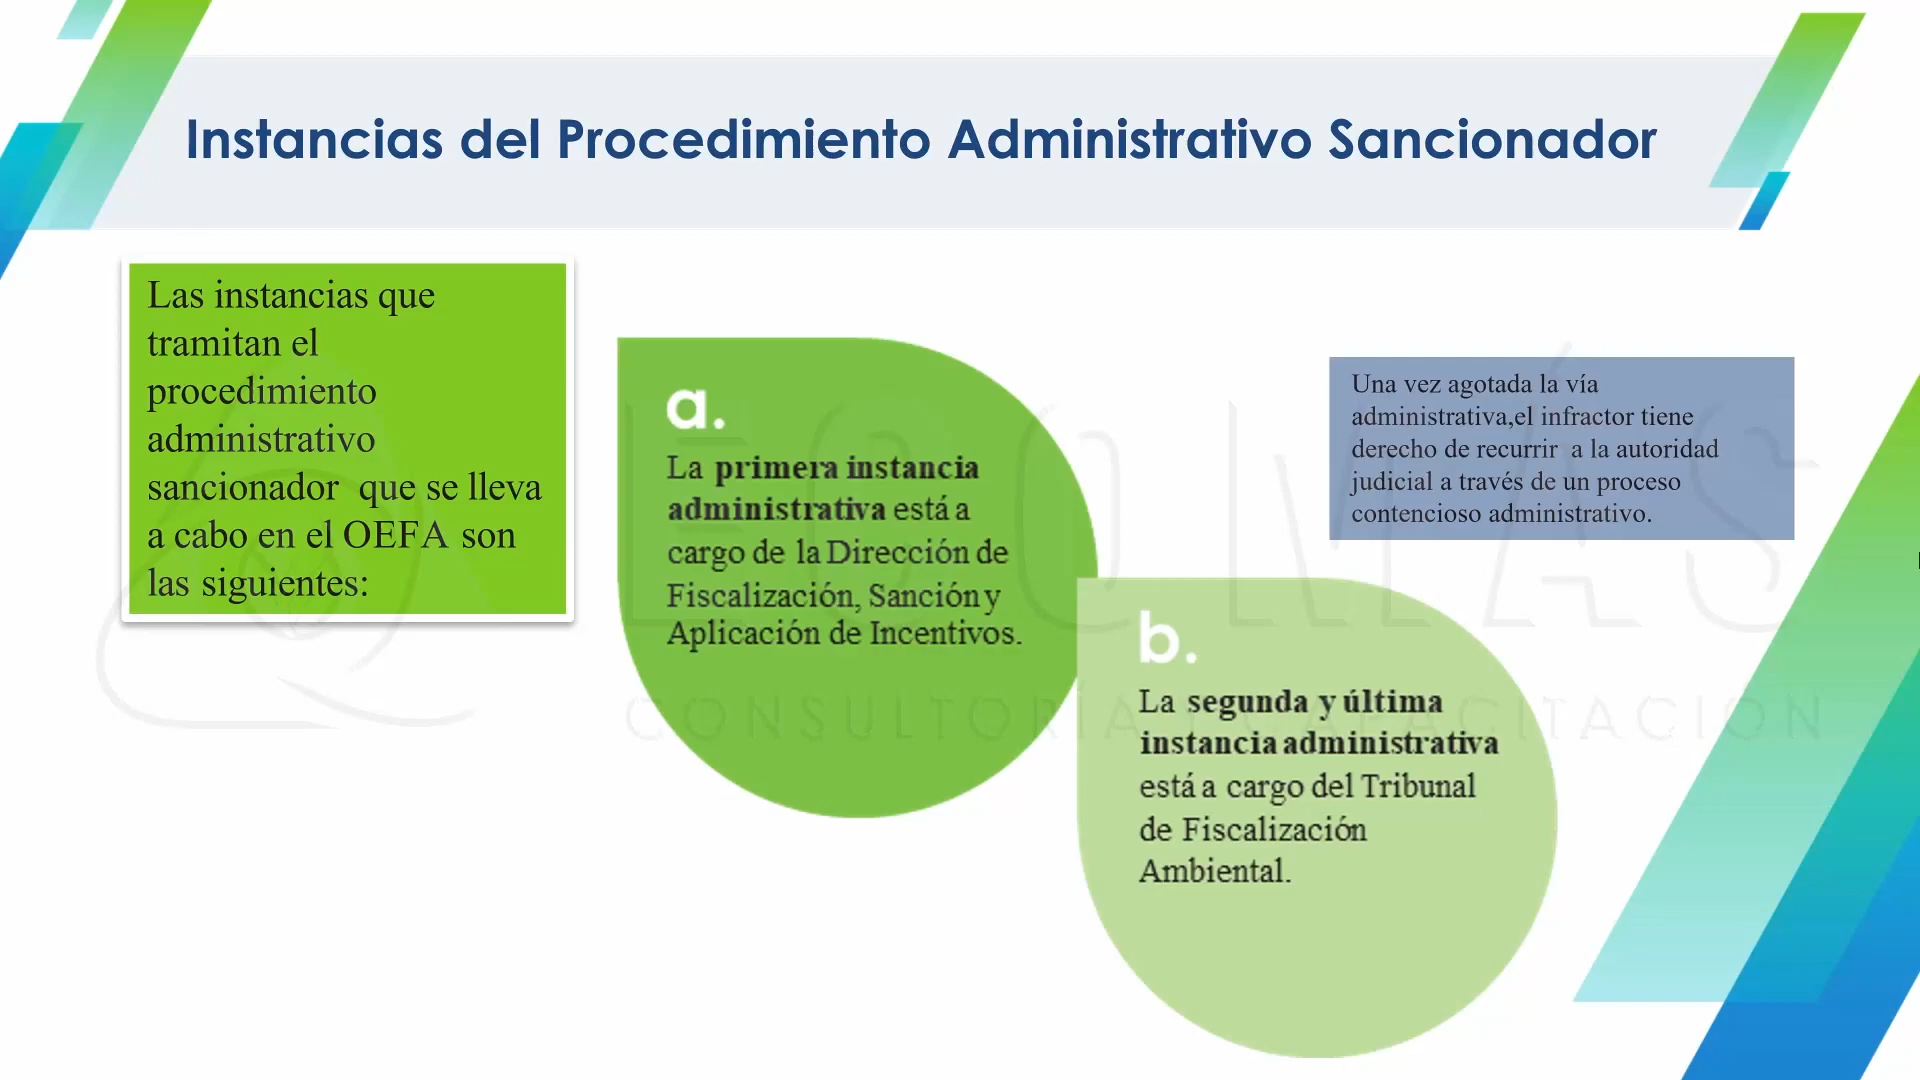 Instancias del Procedimiento Administrativo Sancionador
Las instancias que
tramitan el
procedimiento
administrativo
sancionador que se lleva
a cabo en el OEFA son
las siguientes:
a.
La primera instancia
administrativa está a
cargo de la Dirección de
Fiscalización, Sanción y
Aplicación de Incentivos.
Una vez agotada la vía
administrativa,el infractor tiene
derecho de recurrir a la autoridad
judicial a través de un proceso
contencioso administrativo.
b.
La segunda y última
instancia administrativa
está a cargo del Tribunal
de Fiscalización
Ambiental.
ECOMÁS
CONSULTORÍA Y CAPACITACIÓN